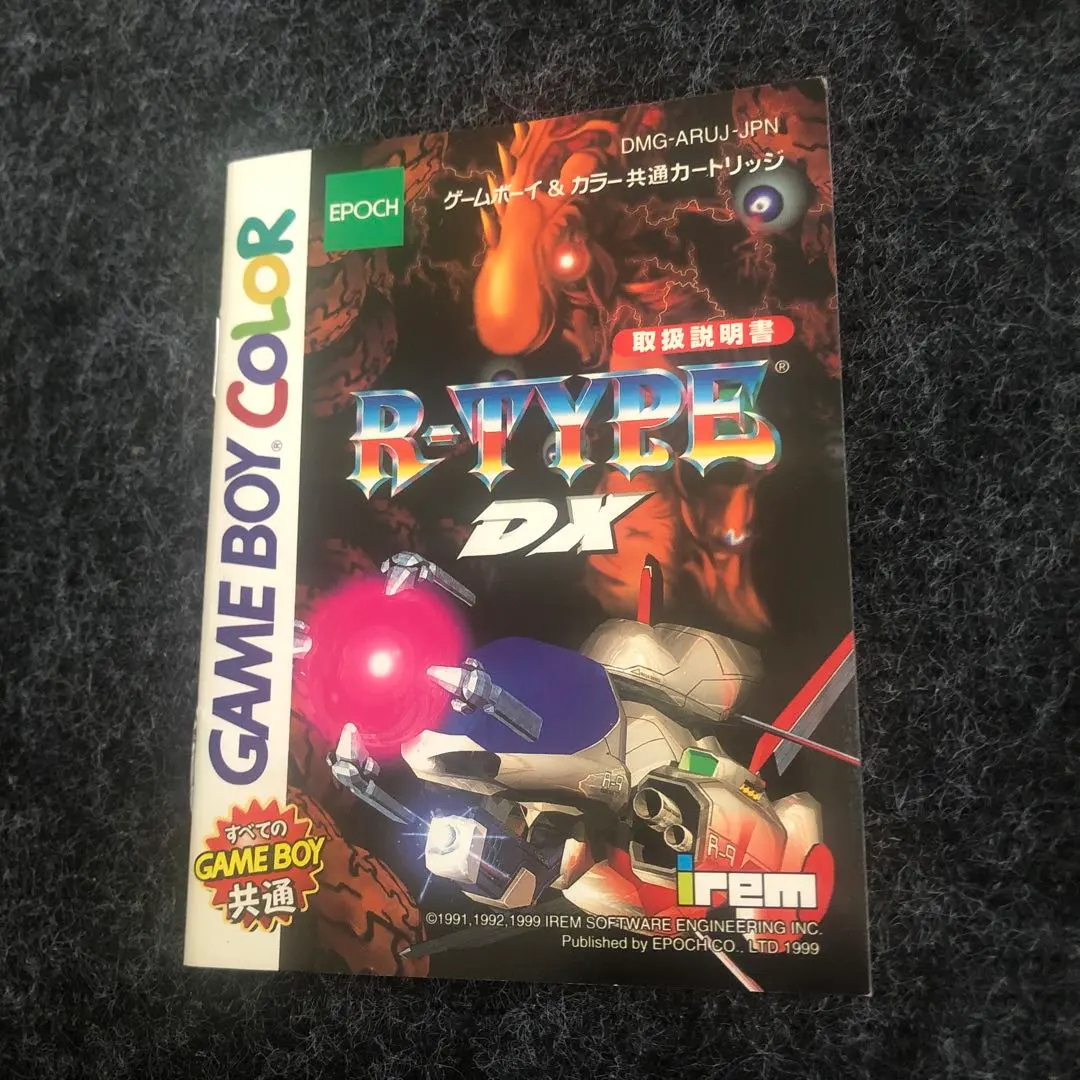 DMG-ARUJ-JPN
ゲームボーイ & カラー共通カートリッジ
EPOCH
GAME BOY® COLOR
取扱説明書
R-TYPE®
DX
R-9
R-9
すべての
GAME BOY
共通
irem
©1991,1992,1999 IREM SOFTWARE ENGINEERING INC.
Published by EPOCH CO., LTD.1999